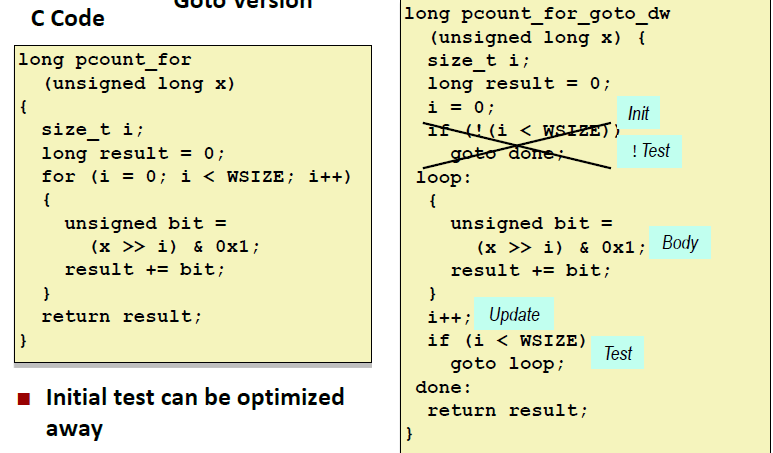 Goto Version
C Code
long pcount_for
(unsigned long x)
{
size_t i;
long result = 0;
for (i = 0; i < WSIZE; i++)
{
unsigned bit =
(x >> i) & 0x1;
result += bit;
}
return result;
}
■ Initial test can be optimized
away
long pcount_for_goto_dw
(unsigned long x) {
size_t i;
long result = 0;
i = 0;
Init
if (!(i < WSIZE))
goto done;
! Test
loop:
{
unsigned bit =
(x >> i) & 0x1;
Body
result += bit;
}
i++;
Update
if (i < WSIZE)
Test
goto loop;
done:
return result;
}